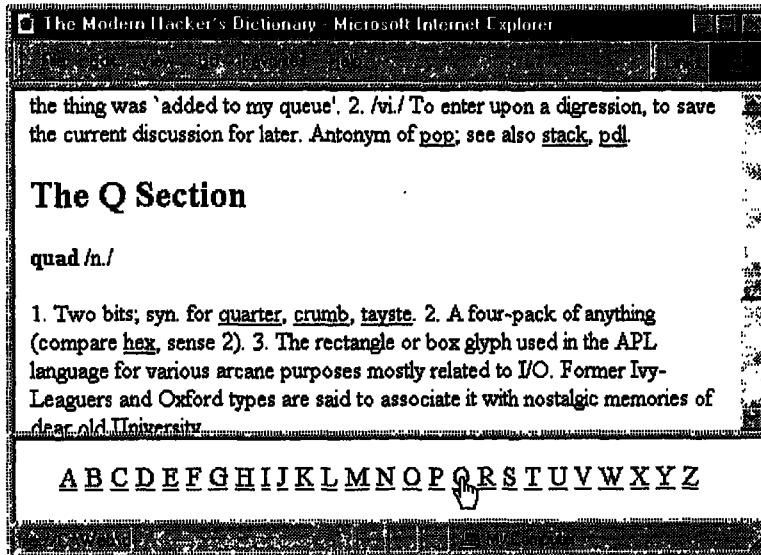 The Modern Hacker's Dictionary - Microsoft Internet Explorer
the thing was `added to my queue'. 2. /vi./ To enter upon a digression, to save
the current discussion for later. Antonym of pop; see also stack, pdl.
The Q Section
quad /n./
1. Two bits; syn. for quarter, crumb, tayste. 2. A four-pack of anything
(compare hex, sense 2). 3. The rectangle or box glyph used in the APL
language for various arcane purposes mostly related to I/O. Former Ivy-
Leaguers and Oxford types are said to associate it with nostalgic memories of
dear old University.
A B C D E F G H I J K L M N O P Q R S T U V W X Y Z